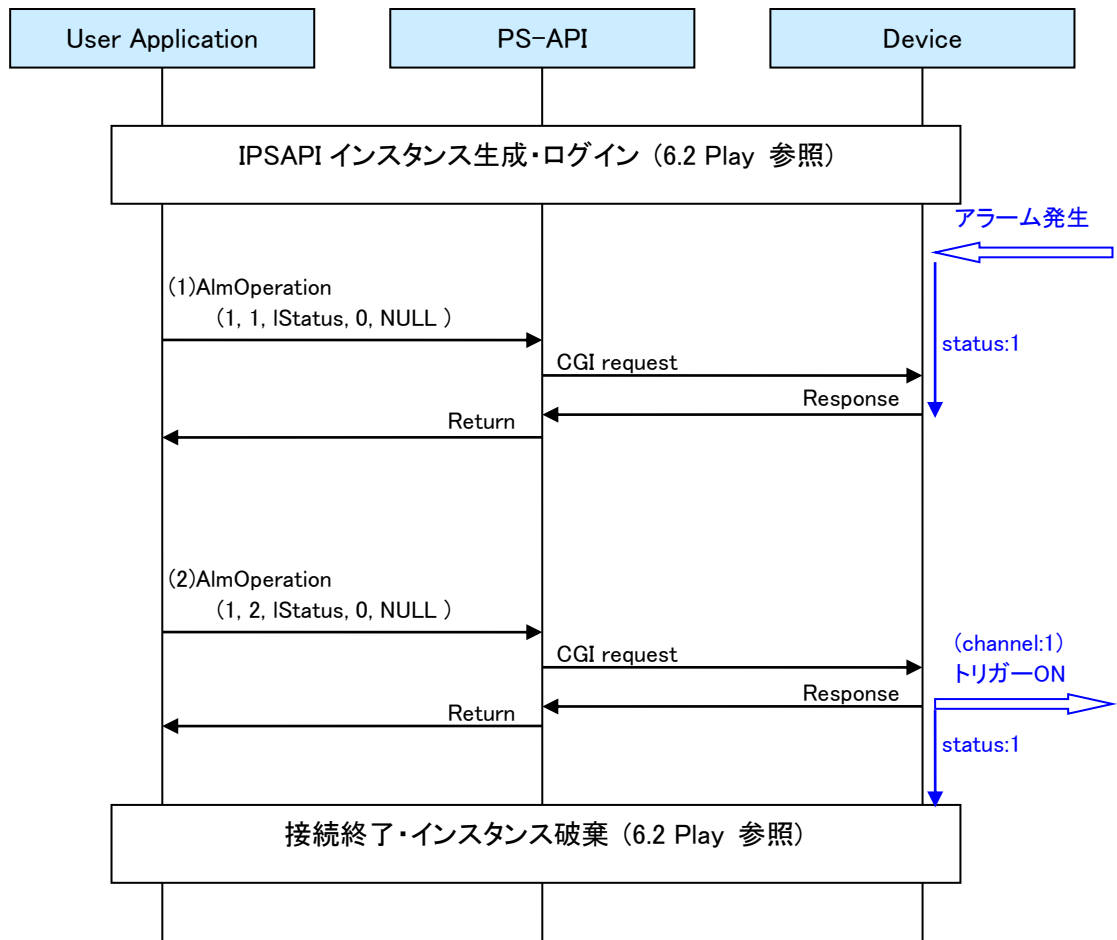 User Application
PS-API
Device
IPSAPI インスタンス生成・ログイン (6.2 Play 参照)
アラーム発生
(1)AlmOperation
(1, 1, lStatus, 0, NULL )
status:1
CGI request
Response
Return
(2)AlmOperation
(1, 2, lStatus, 0, NULL )
(channel:1)
トリガーON
CGI request
Response
Return
status:1
接続終了・インスタンス破棄 (6.2 Play 参照)